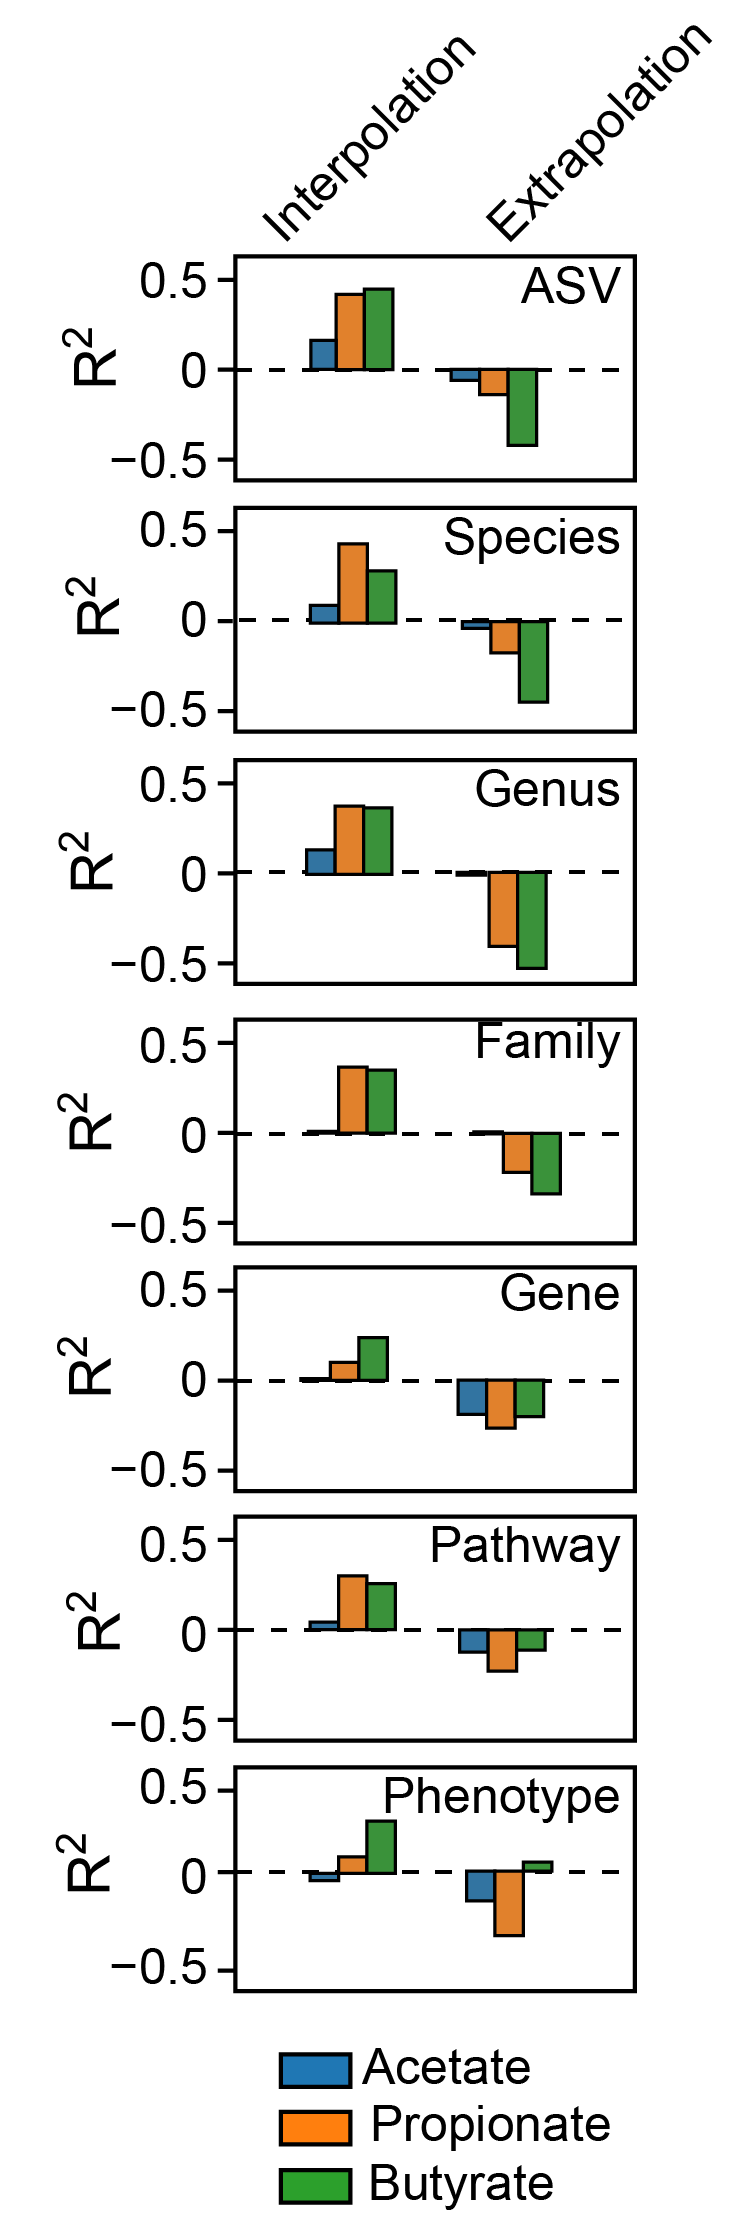 Interpolation
Extrapolation
ASV
0.5
R²
0
−0.5
Species
0.5
R²
0
−0.5
Genus
0.5
R²
0
−0.5
Family
0.5
R²
0
−0.5
Gene
0.5
R²
0
−0.5
Pathway
0.5
R²
0
−0.5
Phenotype
0.5
R²
0
−0.5
Acetate
Propionate
Butyrate